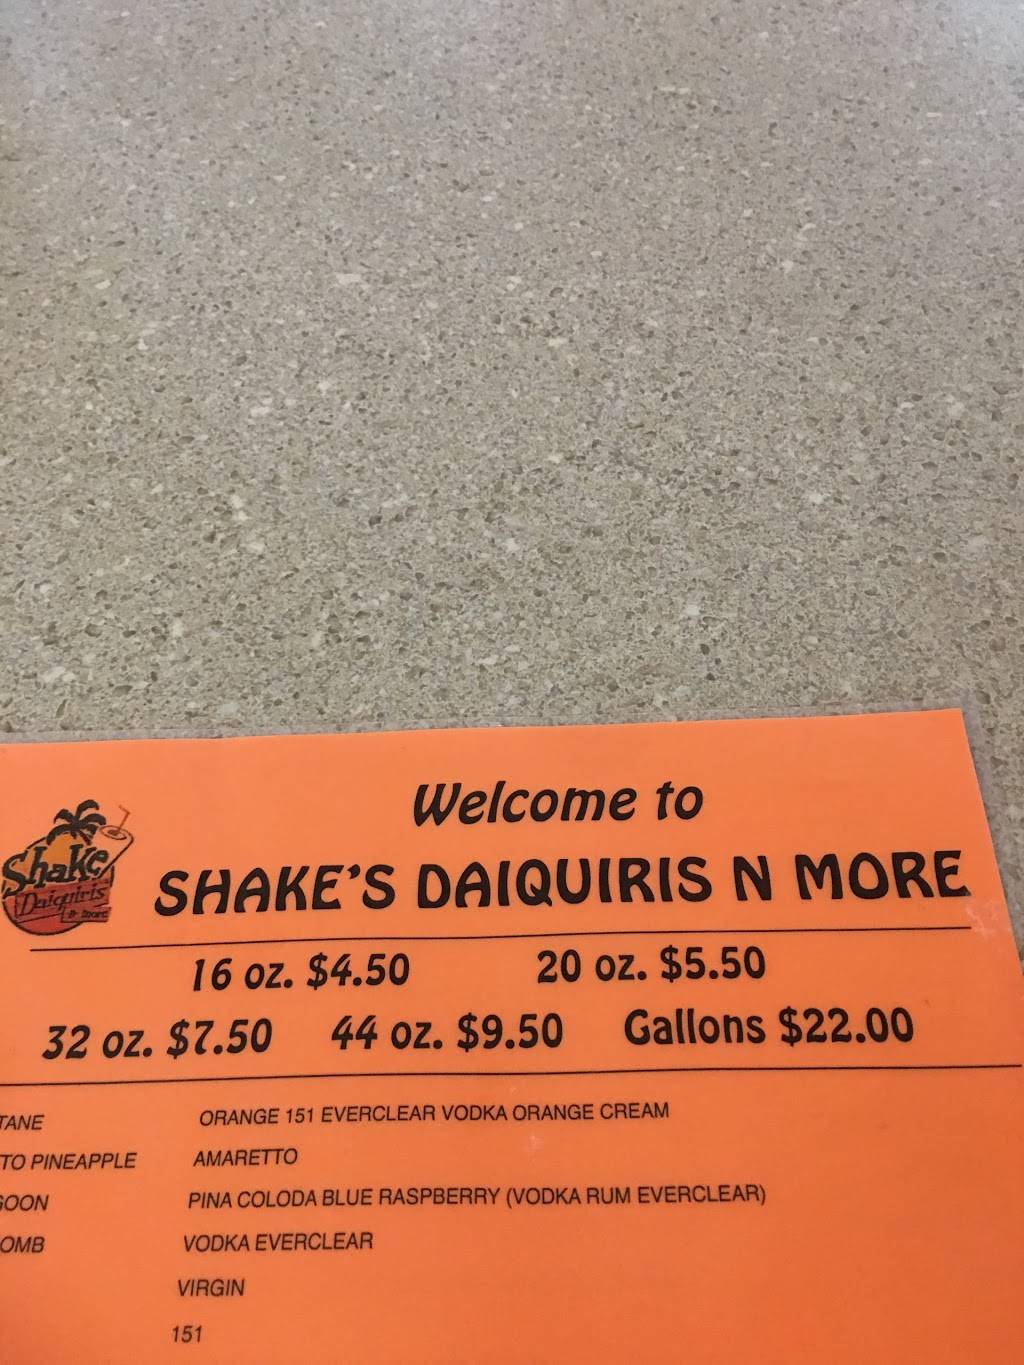 Welcome to
Shake
Daiquiris
& more
SHAKE'S DAIQUIRIS N MORE
16 oz. $4.50 20 oz. $5.50
32 oz. $7.50 44 oz. $9.50 Gallons $22.00
TANE ORANGE 151 EVERCLEAR VODKA ORANGE CREAM
TO PINEAPPLE AMARETTO
GOON PINA COLODA BLUE RASPBERRY (VODKA RUM EVERCLEAR)
OMB VODKA EVERCLEAR
VIRGIN
151